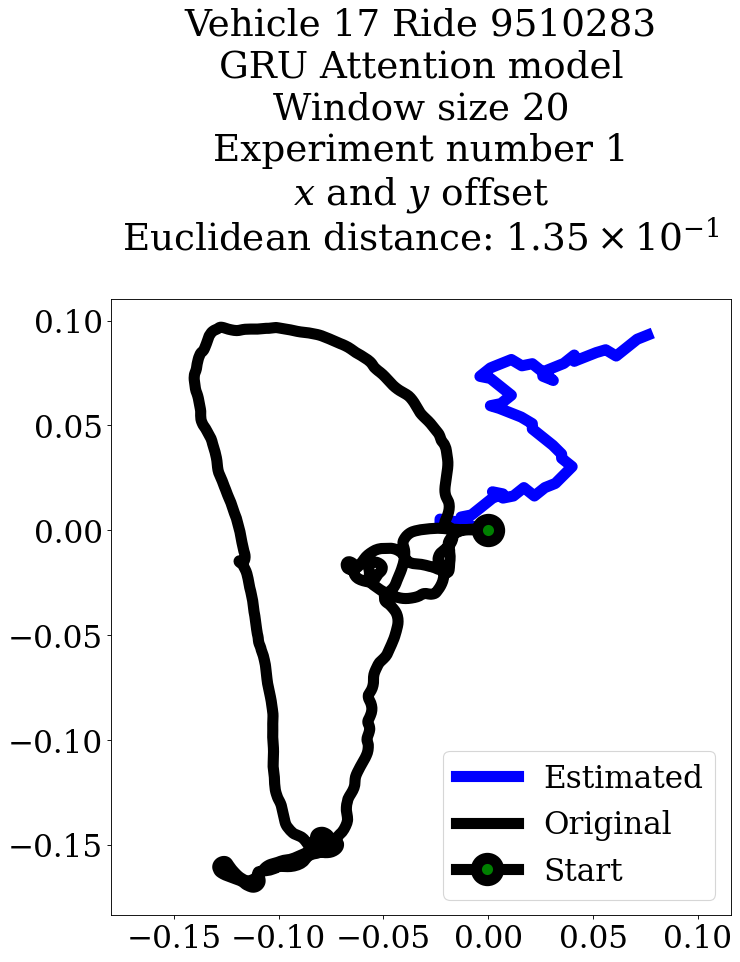 Vehicle 17 Ride 9510283
GRU Attention model
Window size 20
Experiment number 1
x and y offset
Euclidean distance: 1.35 × 10⁻¹
0.10
0.05
0.00
−0.05
−0.10
−0.15
Estimated
Original
Start
−0.15 −0.10 −0.05 0.00 0.05 0.10